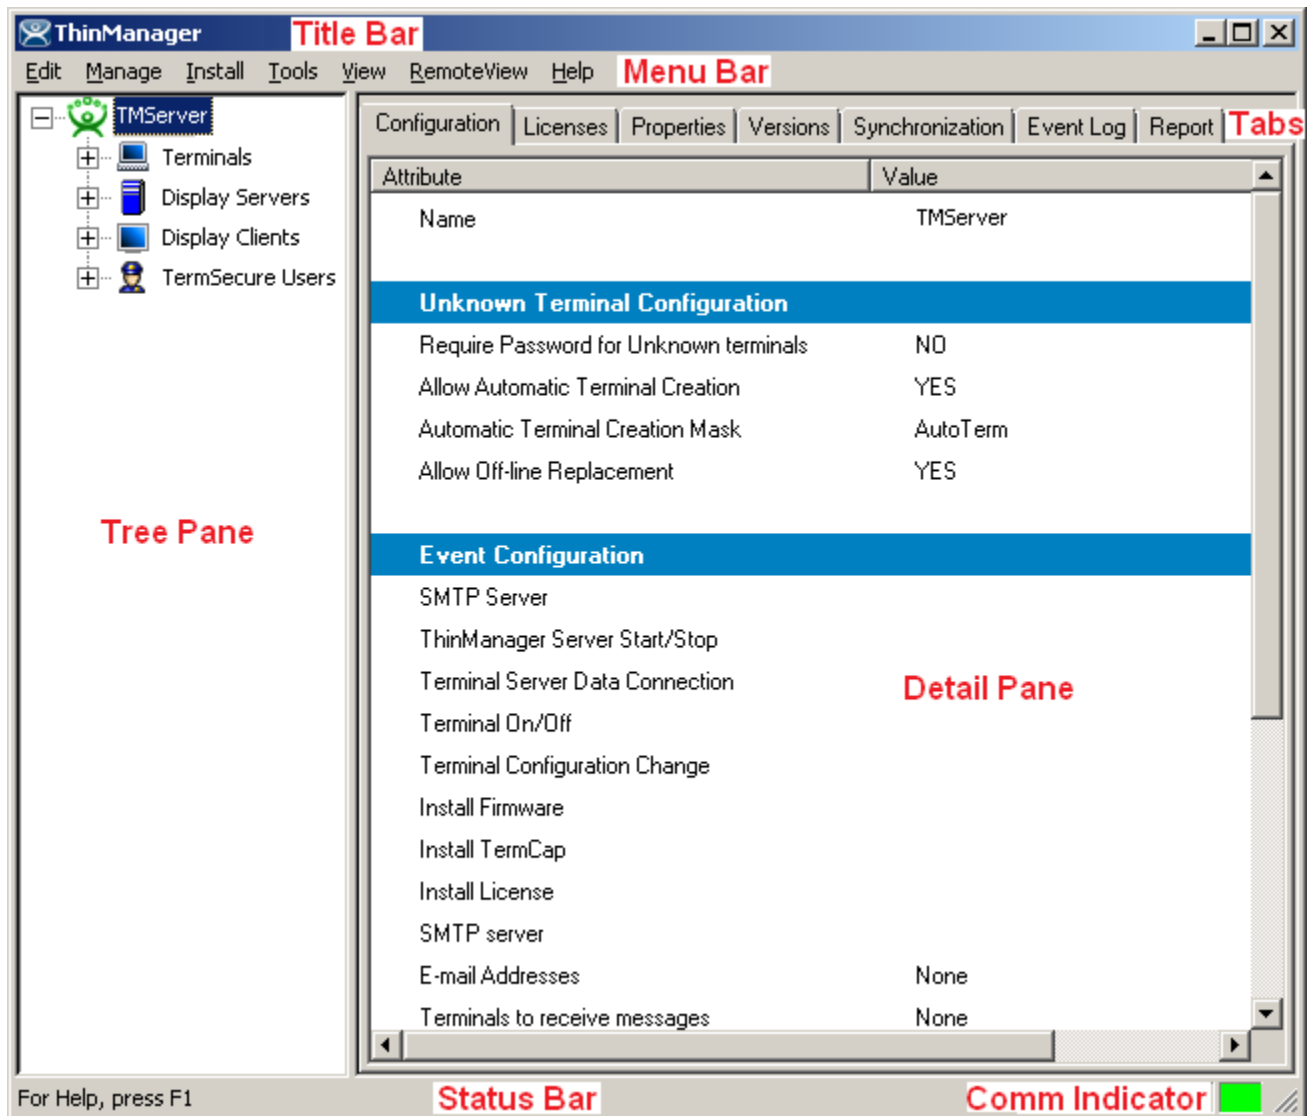 ThinManager Title Bar
Edit Manage Install Tools View RemoteView Help Menu Bar
TMServer
Terminals
Display Servers
Display Clients
TermSecure Users
Tree Pane
Configuration Licenses Properties Versions Synchronization Event Log Report Tabs
Attribute Value
Name TMServer
Unknown Terminal Configuration
Require Password for Unknown terminals NO
Allow Automatic Terminal Creation YES
Automatic Terminal Creation Mask AutoTerm
Allow Off-line Replacement YES
Event Configuration
SMTP Server
ThinManager Server Start/Stop
Terminal Server Data Connection
Detail Pane
Terminal On/Off
Terminal Configuration Change
Install Firmware
Install TermCap
Install License
SMTP server
E-mail Addresses None
Terminals to receive messages None
For Help, press F1 Status Bar Comm Indicator